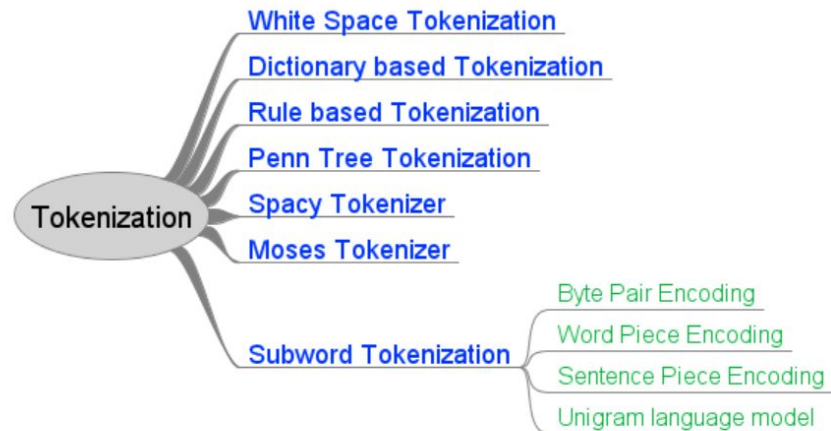 White Space Tokenization
Dictionary based Tokenization
Rule based Tokenization
Penn Tree Tokenization
Tokenization
Spacy Tokenizer
Moses Tokenizer
Subword Tokenization
Byte Pair Encoding
Word Piece Encoding
Sentence Piece Encoding
Unigram language model